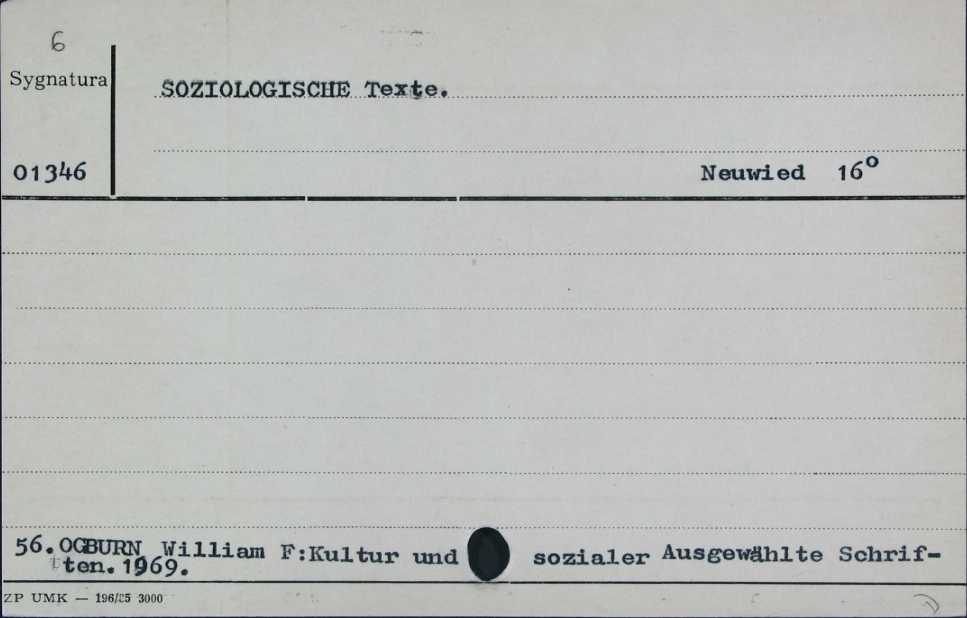 6
Sygnatura
SOZIOLOGISCHE Texte.
01346
Neuwied 16°
56. OGBURN William F:Kultur und sozialer Ausgewählte Schrif-
ten. 1969.
ZP UMK — 196/65 3000